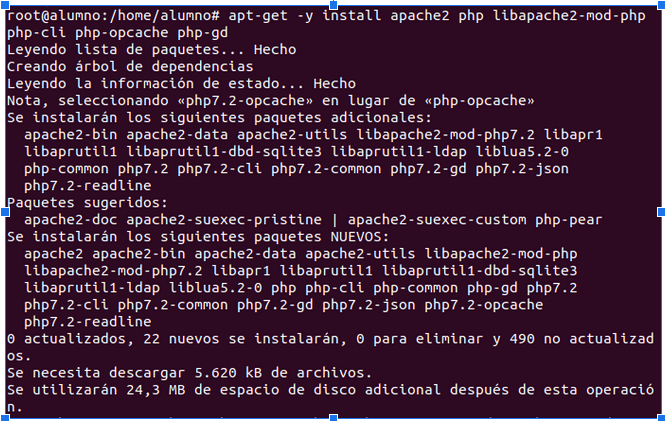 root@alumno:/home/alumno# apt-get -y install apache2 php libapache2-mod-php
php-cli php-opcache php-gd
Leyendo lista de paquetes... Hecho
Creando árbol de dependencias
Leyendo la información de estado... Hecho
Nota, seleccionando «php7.2-opcache» en lugar de «php-opcache»
Se instalarán los siguientes paquetes adicionales:
  apache2-bin apache2-data apache2-utils libapache2-mod-php7.2 libapr1
  libaprutil1 libaprutil1-dbd-sqlite3 libaprutil1-ldap liblua5.2-0
  php-common php7.2 php7.2-cli php7.2-common php7.2-gd php7.2-json
  php7.2-readline
Paquetes sugeridos:
  apache2-doc apache2-suexec-pristine | apache2-suexec-custom php-pear
Se instalarán los siguientes paquetes NUEVOS:
  apache2 apache2-bin apache2-data apache2-utils libapache2-mod-php
  libapache2-mod-php7.2 libapr1 libaprutil1 libaprutil1-dbd-sqlite3
  libaprutil1-ldap liblua5.2-0 php php-cli php-common php-gd php7.2
  php7.2-cli php7.2-common php7.2-gd php7.2-json php7.2-opcache
  php7.2-readline
0 actualizados, 22 nuevos se instalarán, 0 para eliminar y 490 no actualizad
os.
Se necesita descargar 5.620 kB de archivos.
Se utilizarán 24,3 MB de espacio de disco adicional después de esta operació
n.